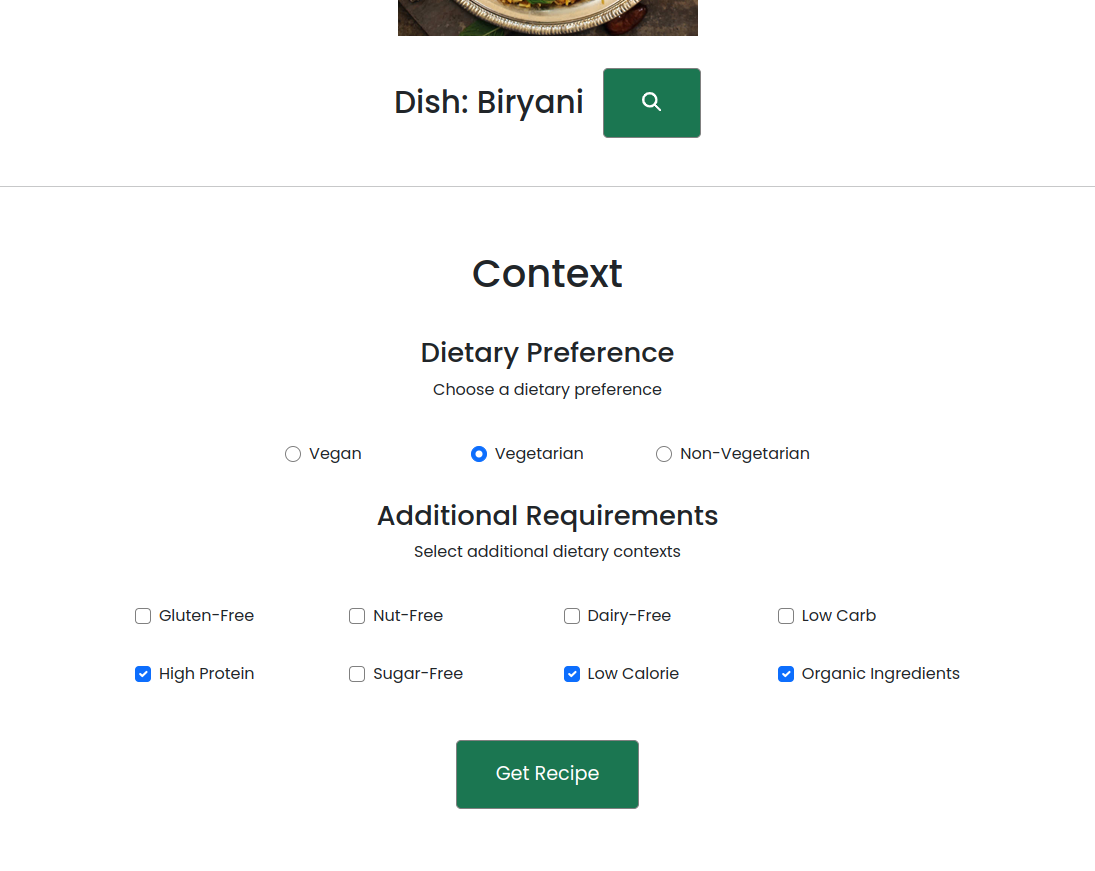 Dish: Biryani
Context
Dietary Preference
Choose a dietary preference
Vegan Vegetarian Non-Vegetarian
Additional Requirements
Select additional dietary contexts
Gluten-Free Nut-Free Dairy-Free Low Carb
High Protein Sugar-Free Low Calorie Organic Ingredients
Get Recipe